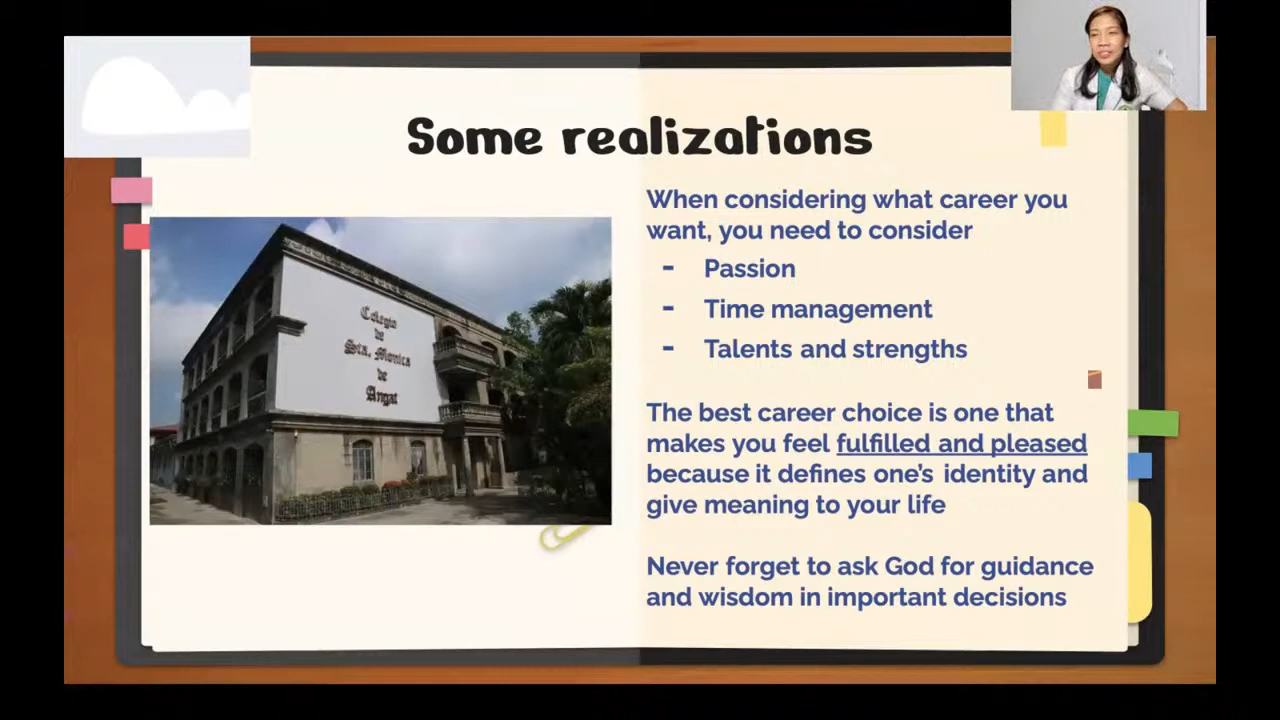 Some realizations
Colegio
de
Sta. Monica
de
Angat
When considering what career you
want, you need to consider
- Passion
- Time management
- Talents and strengths
The best career choice is one that
makes you feel fulfilled and pleased
because it defines one's identity and
give meaning to your life
Never forget to ask God for guidance
and wisdom in important decisions